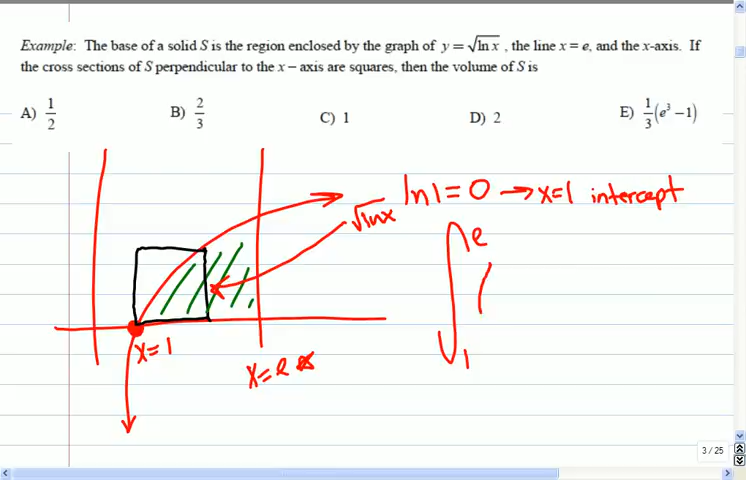 Example: The base of a solid S is the region enclosed by the graph of y = √ln x , the line x = e, and the x-axis. If
the cross sections of S perpendicular to the x – axis are squares, then the volume of S is
A) 1/2 B) 2/3 C) 1 D) 2 E) 1/3(e³ −1)
ln1 = 0 → x=1 intercept
√lnx
∫ e (
1
x=1
x=e
3 / 25